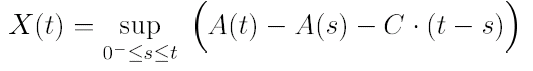 X(t) = sup_{0^- ≤ s ≤ t} (A(t) − A(s) − C · (t − s))